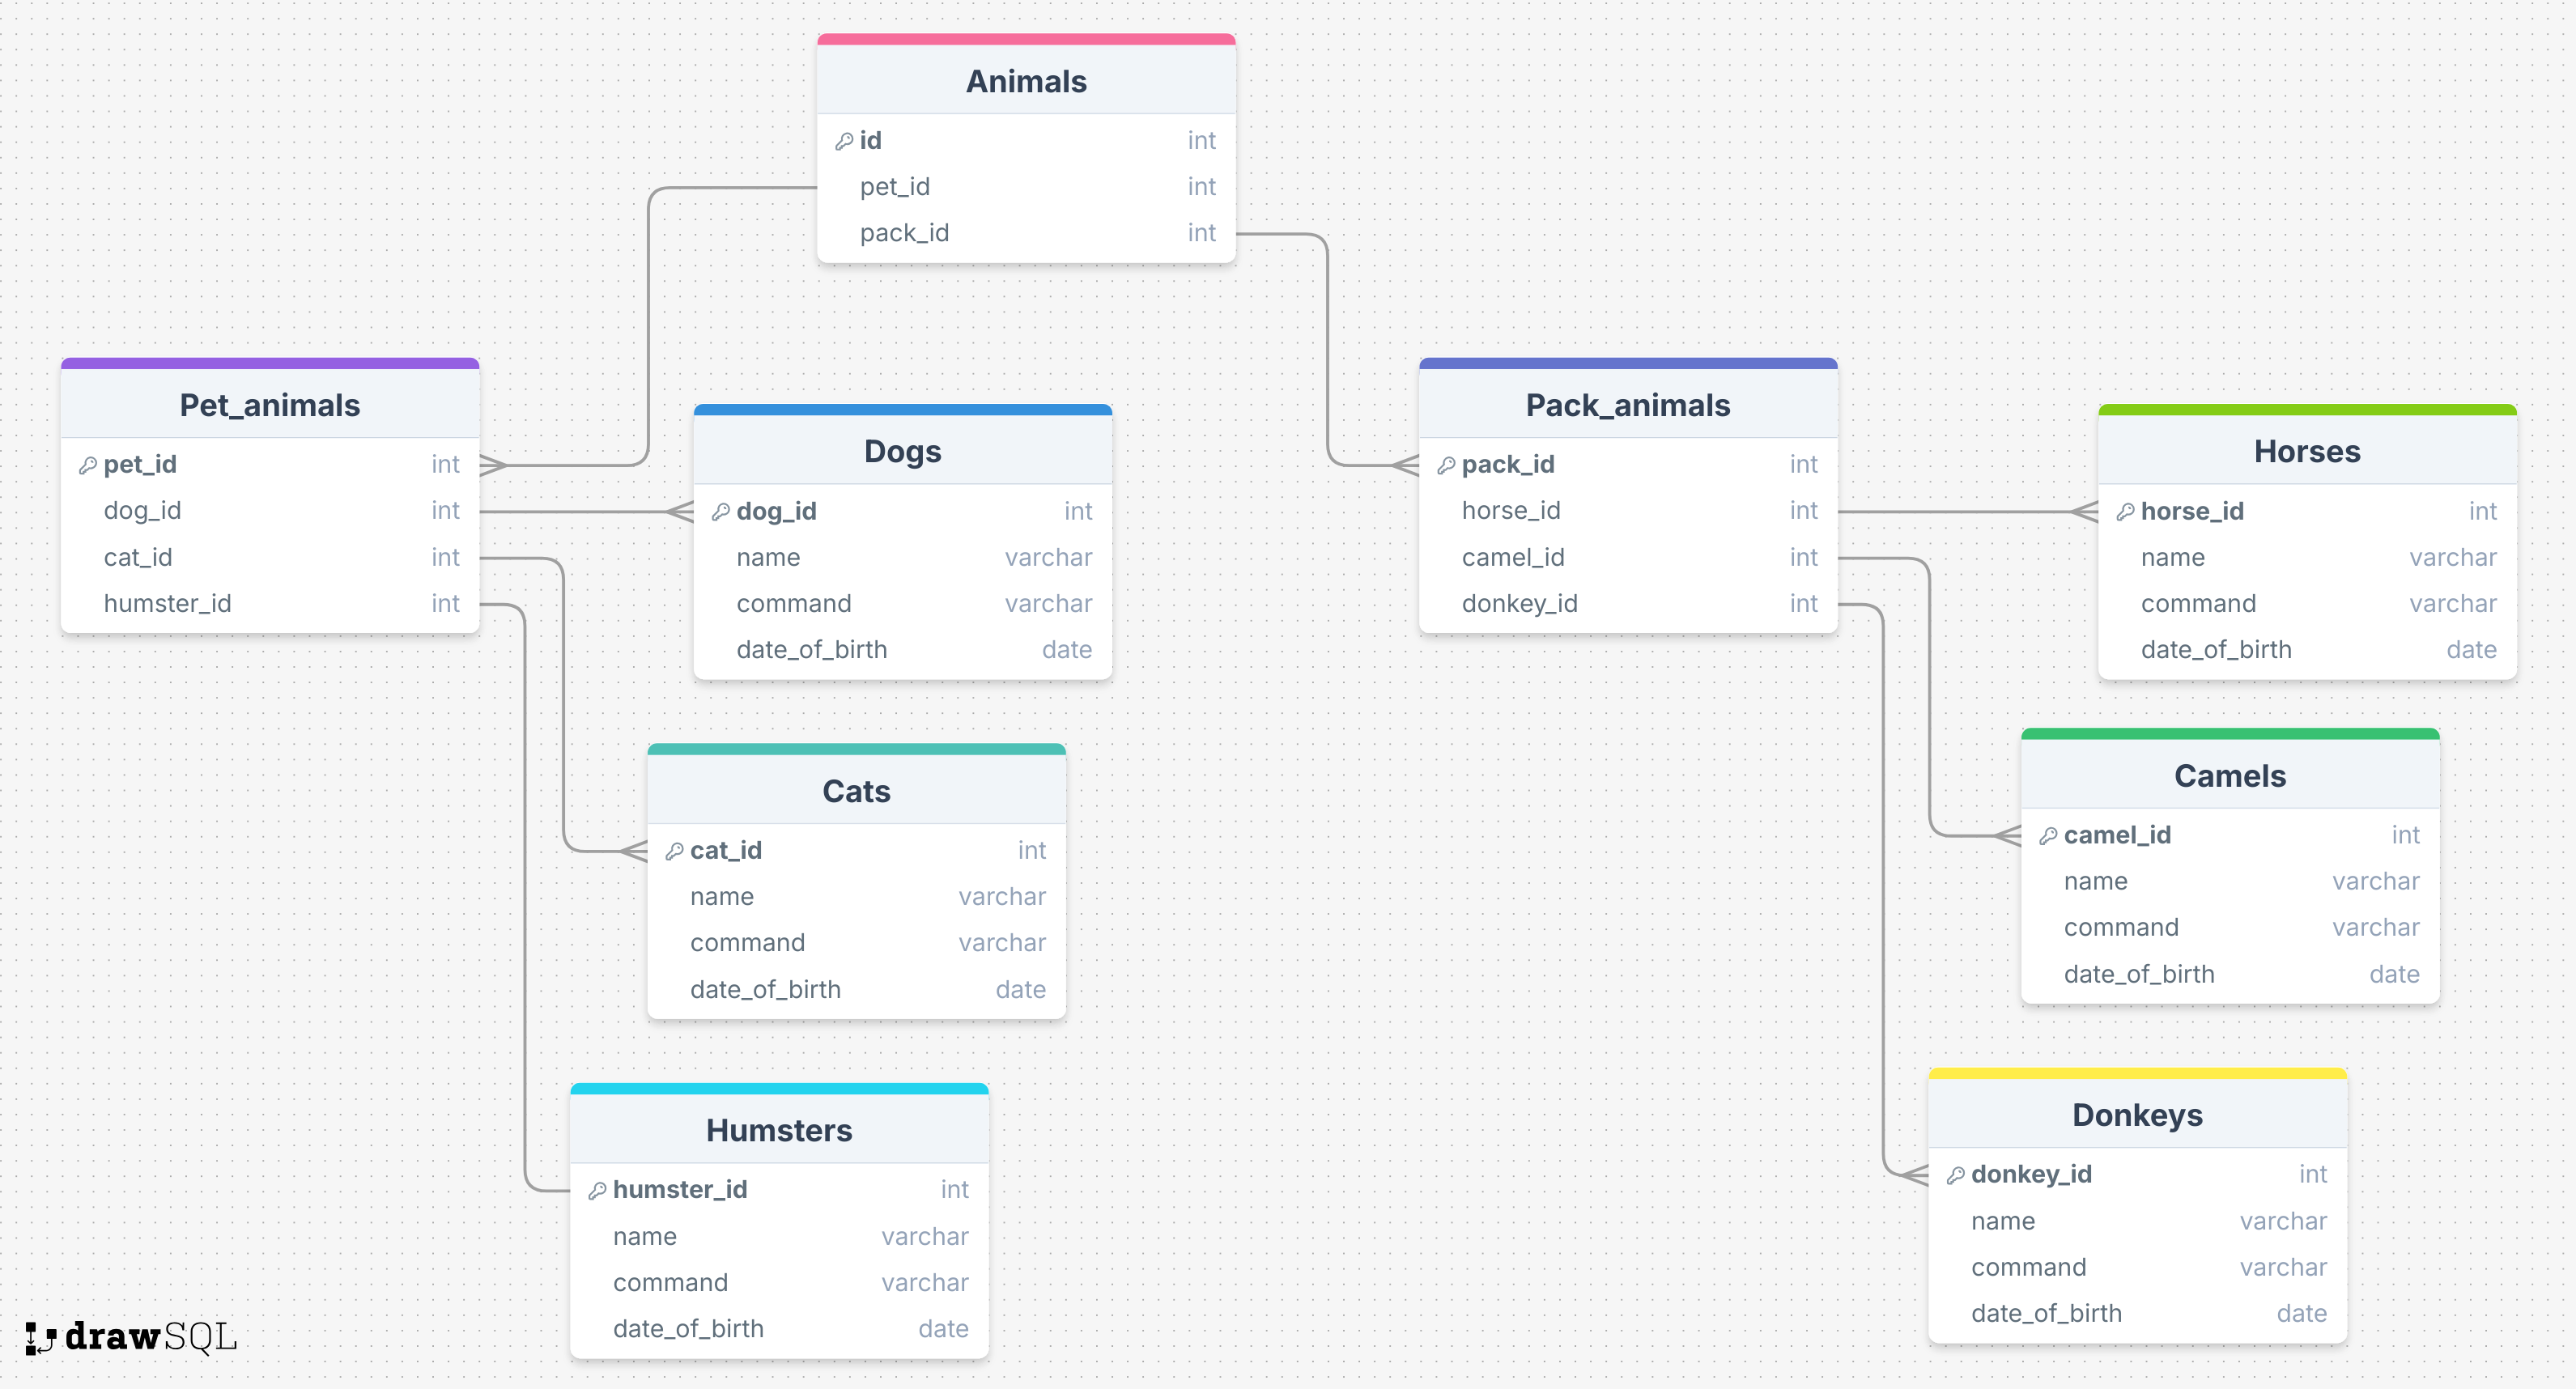 Animals
id int
pet_id int
pack_id int
Pet_animals
pet_id int
dog_id int
cat_id int
humster_id int
Dogs
dog_id int
name varchar
command varchar
date_of_birth date
Cats
cat_id int
name varchar
command varchar
date_of_birth date
Humsters
humster_id int
name varchar
command varchar
date_of_birth date
Pack_animals
pack_id int
horse_id int
camel_id int
donkey_id int
Horses
horse_id int
name varchar
command varchar
date_of_birth date
Camels
camel_id int
name varchar
command varchar
date_of_birth date
Donkeys
donkey_id int
name varchar
command varchar
date_of_birth date
drawSQL